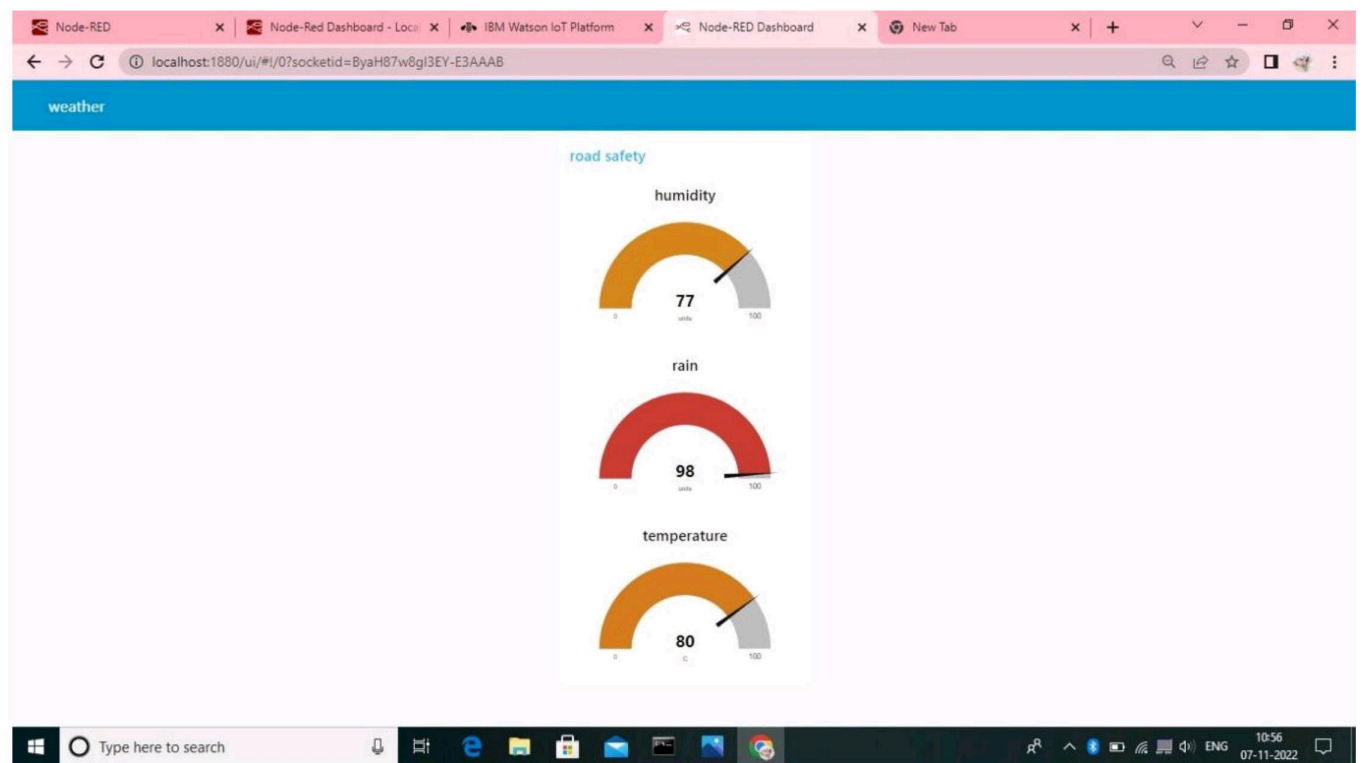 Node-RED
Node-Red Dashboard - Loca
IBM Watson IoT Platform
Node-RED Dashboard
New Tab
localhost:1880/ui/#!/0?socketid=ByaH87w8gI3EY-E3AAAB
weather
road safety
humidity
77
units
0
100
rain
98
units
0
100
temperature
80
C
0
100
Type here to search
ENG
10:56
07-11-2022